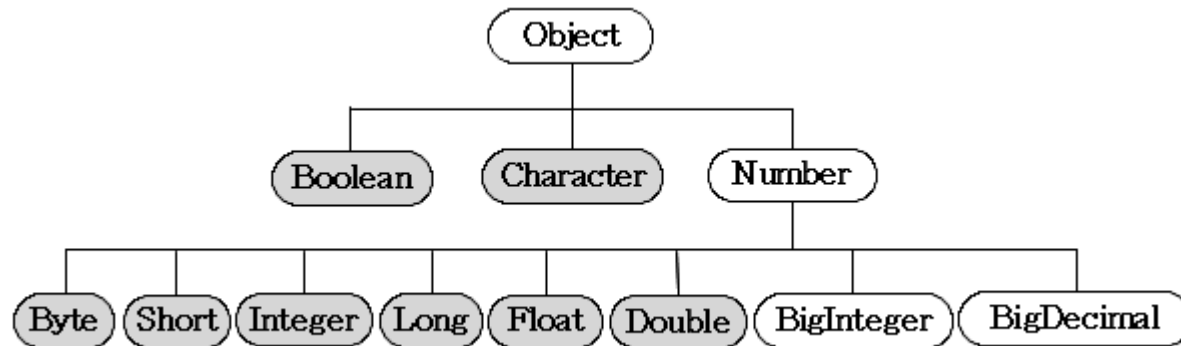 Object
Boolean Character Number
Byte Short Integer Long Float Double BigInteger BigDecimal